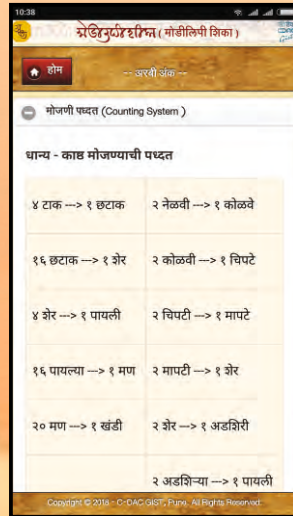 10:38
(मोडीलिपी शिका)
होम
-- अरबी अंक --
मोजणी पध्दत (Counting System )
धान्य - काष्ठ मोजण्याची पध्दत
४ टाक ---> १ छटाक
२ नेळवी ---> १ कोळवे
१६ छटाक ---> १ शेर
२ कोळवी ---> १ चिपटे
४ शेर ---> १ पायली
२ चिपटी ---> १ मापटे
१६ पायल्या ---> १ मण
२ मापटी ---> १ शेर
२० मण ---> १ खंडी
२ शेर ---> १ अडशिरी
२ अडशिऱ्या ---> १ पायली
Copyright © 2016 - C-DAC GIST, Pune. All Rights Reserved.